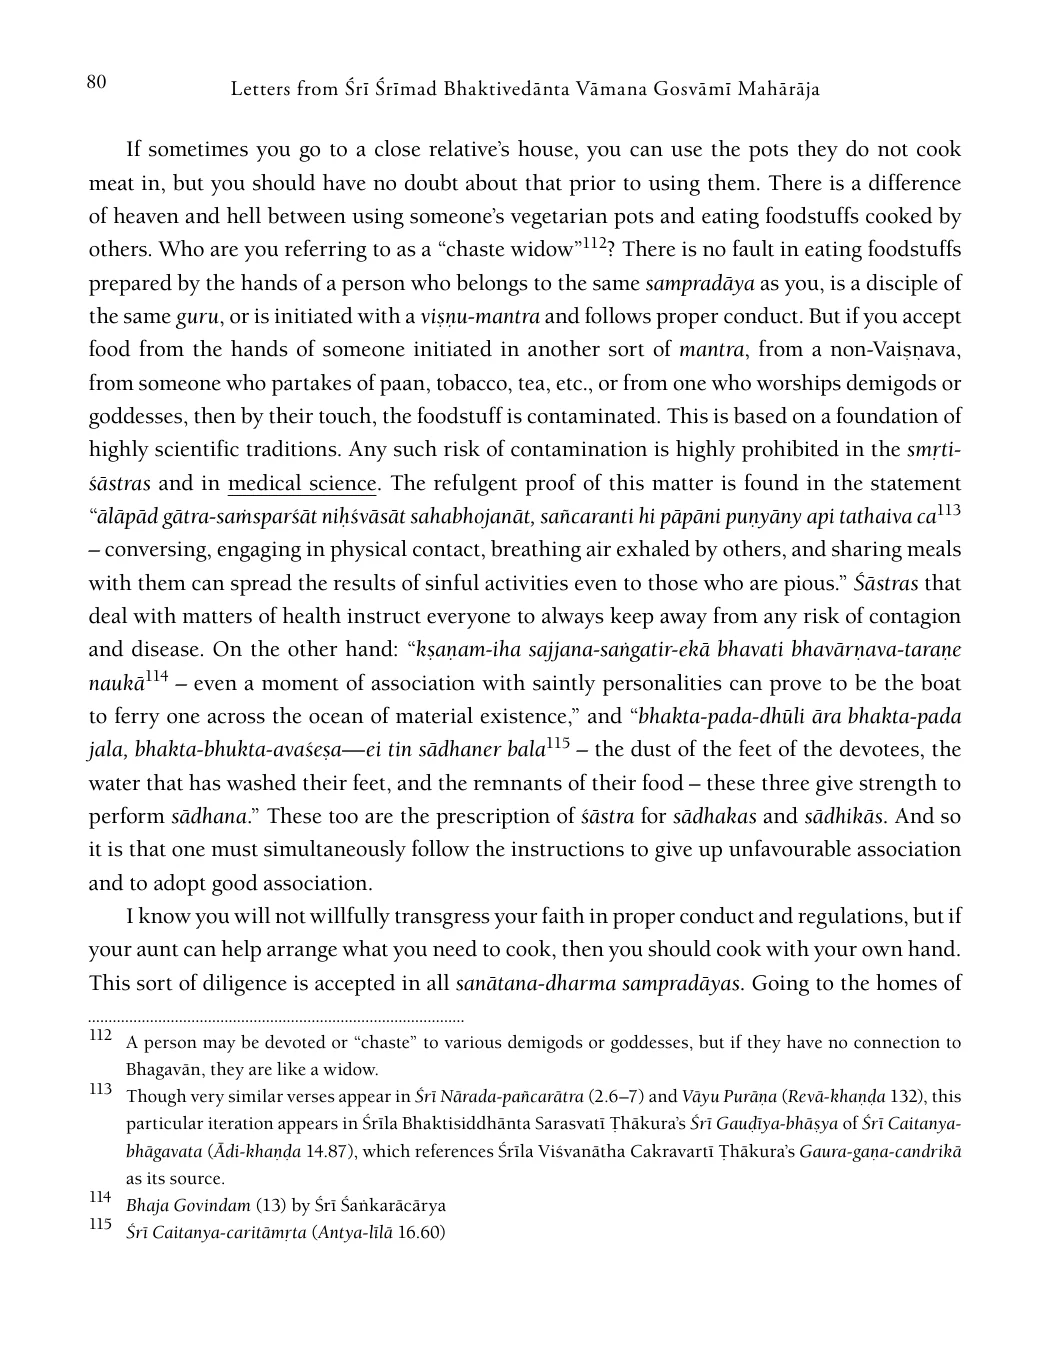 80
Letters from Śrī Śrīmad Bhaktivedānta Vāmana Gosvāmī Mahārāja
If sometimes you go to a close relative’s house, you can use the pots they do not cook
meat in, but you should have no doubt about that prior to using them. There is a difference
of heaven and hell between using someone’s vegetarian pots and eating foodstuffs cooked by
others. Who are you referring to as a “chaste widow”112? There is no fault in eating foodstuffs
prepared by the hands of a person who belongs to the same sampradāya as you, is a disciple of
the same guru, or is initiated with a viṣṇu-mantra and follows proper conduct. But if you accept
food from the hands of someone initiated in another sort of mantra, from a non-Vaiṣṇava,
from someone who partakes of paan, tobacco, tea, etc., or from one who worships demigods or
goddesses, then by their touch, the foodstuff is contaminated. This is based on a foundation of
highly scientific traditions. Any such risk of contamination is highly prohibited in the smṛti-
śāstras and in medical science. The refulgent proof of this matter is found in the statement
“ālāpād gātra-saṁsparśāt niḥśvāsāt sahabhojanāt, sañcaranti hi pāpāni puṇyāny api tathaiva ca113
– conversing, engaging in physical contact, breathing air exhaled by others, and sharing meals
with them can spread the results of sinful activities even to those who are pious.” Śāstras that
deal with matters of health instruct everyone to always keep away from any risk of contagion
and disease. On the other hand: “kṣaṇam-iha sajjana-saṅgatir-ekā bhavati bhavārṇava-taraṇe
naukā114 – even a moment of association with saintly personalities can prove to be the boat
to ferry one across the ocean of material existence,” and “bhakta-pada-dhūli āra bhakta-pada
jala, bhakta-bhukta-avaśeṣa—ei tin sādhaner bala115 – the dust of the feet of the devotees, the
water that has washed their feet, and the remnants of their food – these three give strength to
perform sādhana.” These too are the prescription of śāstra for sādhakas and sādhikās. And so
it is that one must simultaneously follow the instructions to give up unfavourable association
and to adopt good association.
I know you will not willfully transgress your faith in proper conduct and regulations, but if
your aunt can help arrange what you need to cook, then you should cook with your own hand.
This sort of diligence is accepted in all sanātana-dharma sampradāyas. Going to the homes of
112 A person may be devoted or “chaste” to various demigods or goddesses, but if they have no connection to
Bhagavān, they are like a widow.
113 Though very similar verses appear in Śrī Nārada-pañcarātra (2.6–7) and Vāyu Purāṇa (Revā-khaṇḍa 132), this
particular iteration appears in Śrīla Bhaktisiddhānta Sarasvatī Ṭhākura’s Śrī Gauḍīya-bhāṣya of Śrī Caitanya-
bhāgavata (Ādi-khaṇḍa 14.87), which references Śrīla Viśvanātha Cakravartī Ṭhākura’s Gaura-gaṇa-candrikā
as its source.
114 Bhaja Govindam (13) by Śrī Śaṅkarācārya
115 Śrī Caitanya-caritāmṛta (Antya-līlā 16.60)